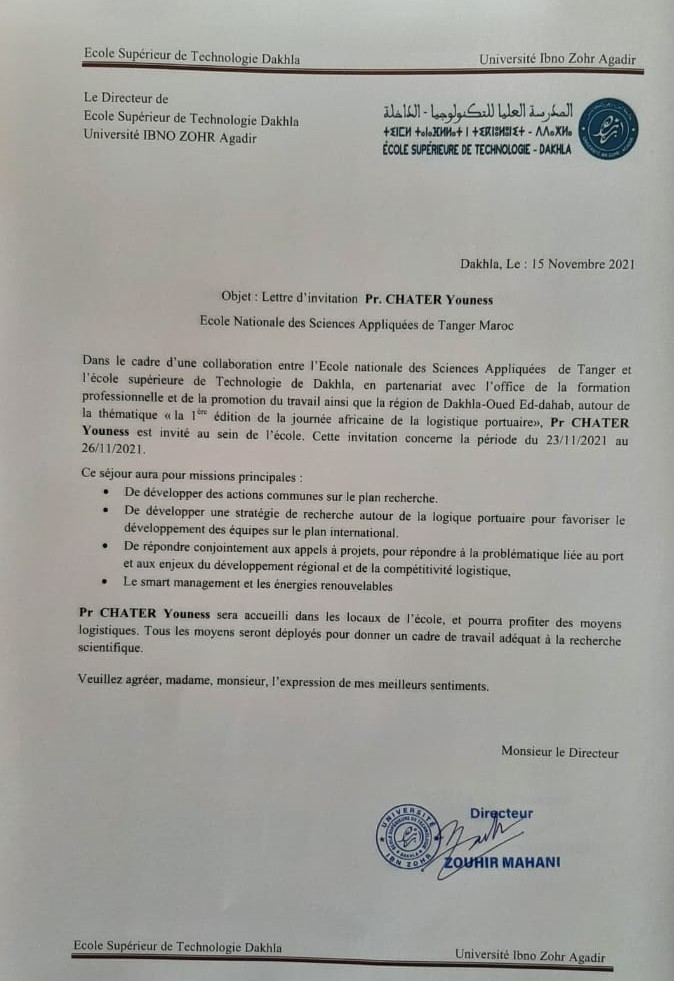 Ecole Supérieur de Technologie Dakhla
Université Ibno Zohr Agadir
Le Directeur de
Ecole Supérieur de Technologie Dakhla
Université IBNO ZOHR Agadir
المدرسة العليا للتكنولوجيا - الداخلة
ÉCOLE SUPÉRIEURE DE TECHNOLOGIE - DAKHLA
Dakhla, Le : 15 Novembre 2021
Objet : Lettre d'invitation Pr. CHATER Youness
Ecole Nationale des Sciences Appliquées de Tanger Maroc
Dans le cadre d'une collaboration entre l'Ecole nationale des Sciences Appliquées de Tanger et
l'école supérieure de Technologie de Dakhla, en partenariat avec l'office de la formation
professionnelle et de la promotion du travail ainsi que la région de Dakhla-Oued Ed-dahab, autour de
la thématique « la 1ère édition de la journée africaine de la logistique portuaire», Pr CHATER
Youness est invité au sein de l'école. Cette invitation concerne la période du 23/11/2021 au
26/11/2021.
Ce séjour aura pour missions principales :
• De développer des actions communes sur le plan recherche.
• De développer une stratégie de recherche autour de la logique portuaire pour favoriser le
développement des équipes sur le plan international.
• De répondre conjointement aux appels à projets, pour répondre à la problématique liée au port
et aux enjeux du développement régional et de la compétitivité logistique,
• Le smart management et les énergies renouvelables
Pr CHATER Youness sera accueilli dans les locaux de l'école, et pourra profiter des moyens
logistiques. Tous les moyens seront déployés pour donner un cadre de travail adéquat à la recherche
scientifique.
Veuillez agréer, madame, monsieur, l'expression de mes meilleurs sentiments.
Monsieur le Directeur
UNIVERSITÉ
IBN ZOHR
Directeur
ZOUHIR MAHANI
Ecole Supérieur de Technologie Dakhla
Université Ibno Zohr Agadir